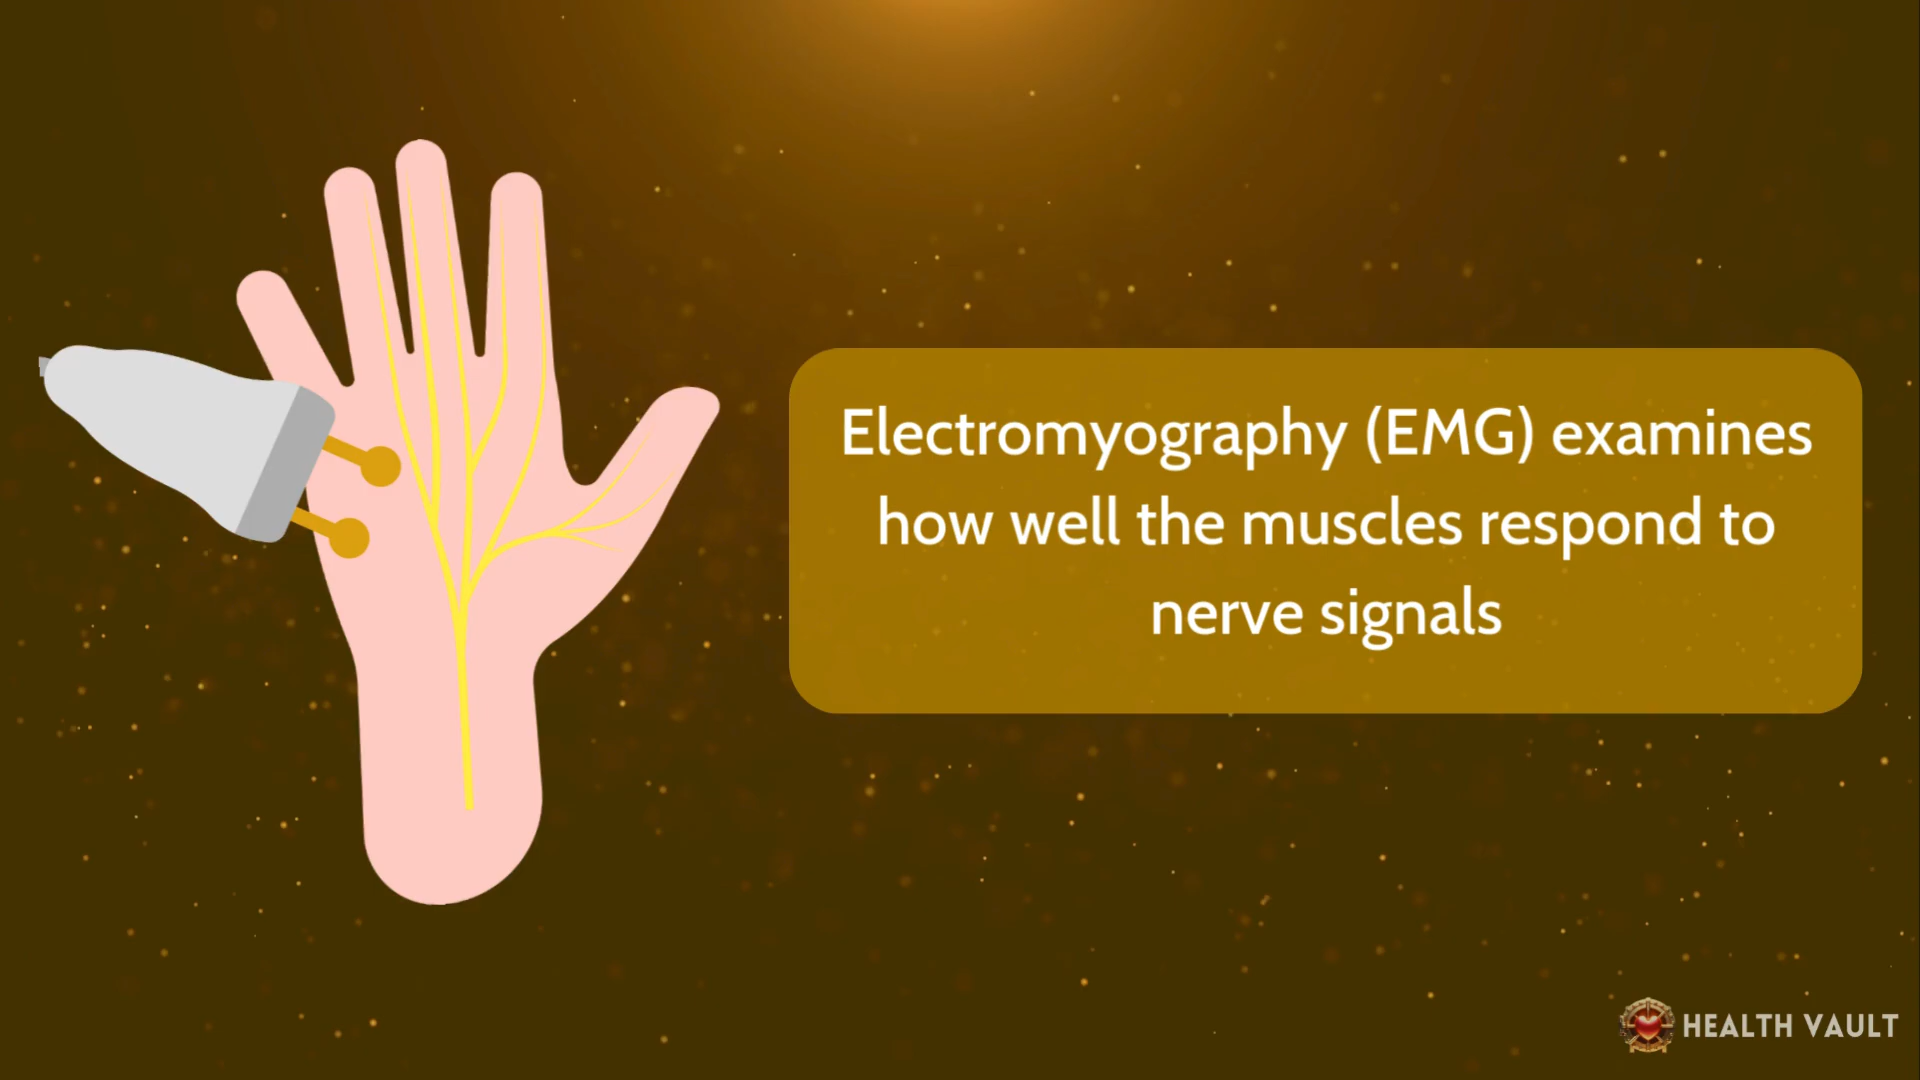 Electromyography (EMG) examines
how well the muscles respond to
nerve signals
HEALTH VAULT